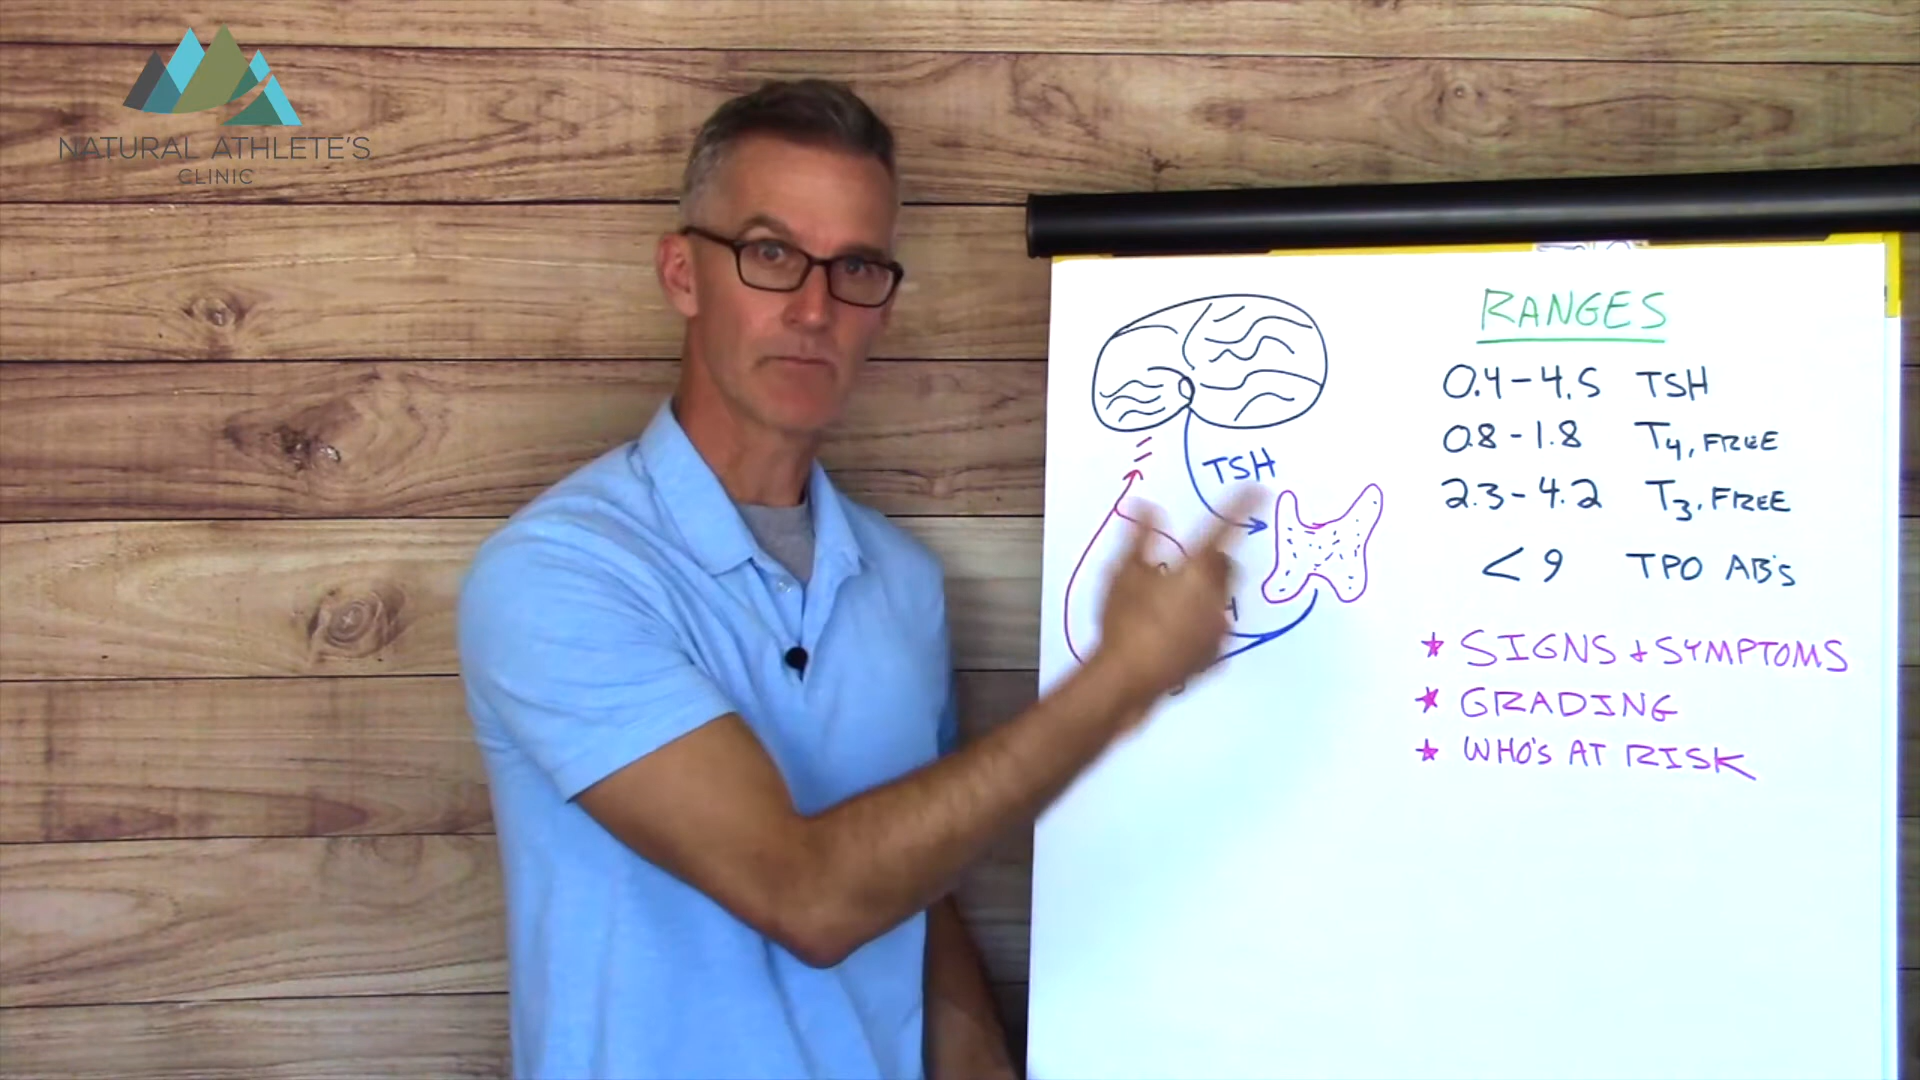 NATURAL ATHLETE'S
CLINIC
TSH
RANGES
0.4-4.5 TSH
0.8-1.8 T4, FREE
2.3-4.2 T3, FREE
< 9 TPO AB'S
★ SIGNS + SYMPTOMS
★ GRADING
★ WHO'S AT RISK